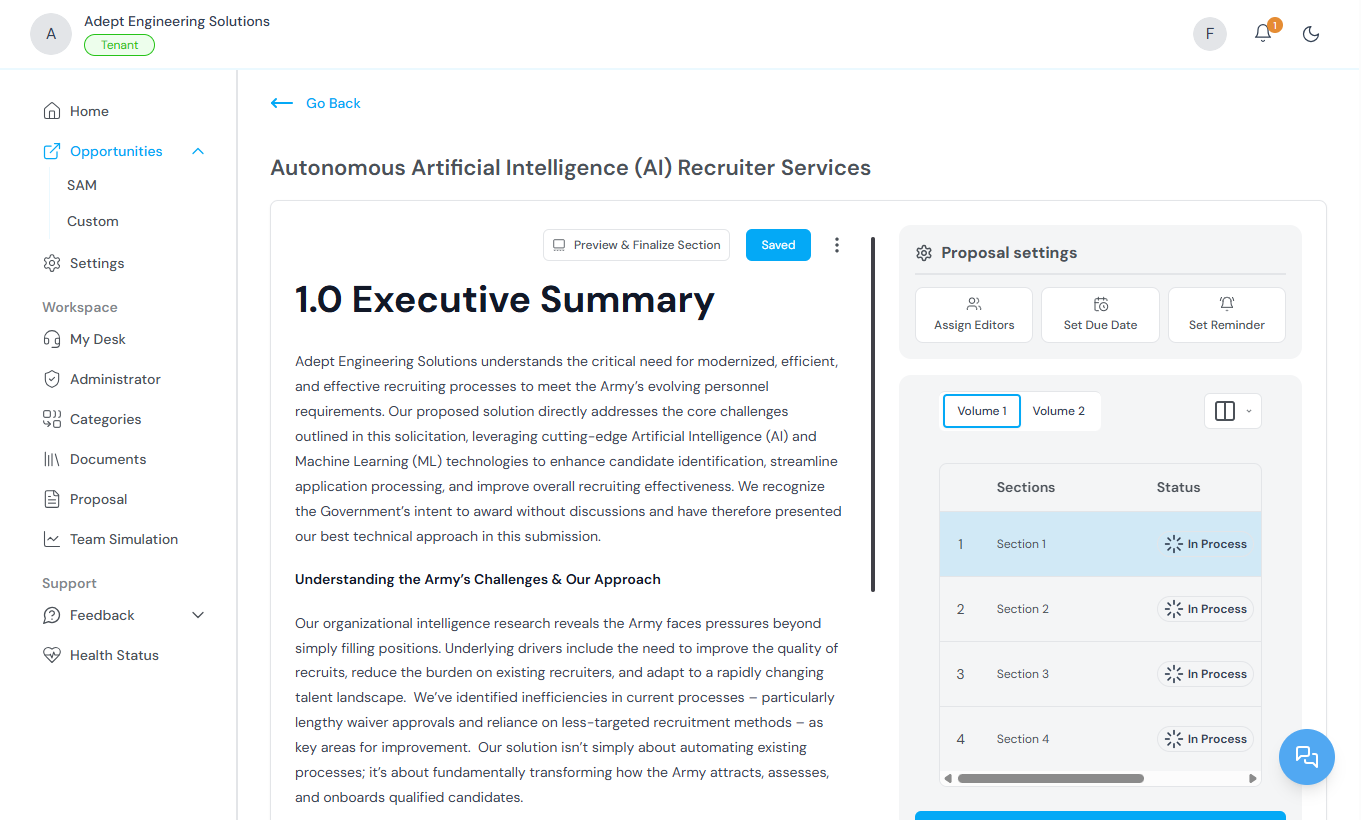 A
Adept Engineering Solutions
Tenant
F
1
Home
Opportunities
SAM
Custom
Settings
Workspace
My Desk
Administrator
Categories
Documents
Proposal
Team Simulation
Support
Feedback
Health Status
Go Back
Autonomous Artificial Intelligence (AI) Recruiter Services
Preview & Finalize Section
Saved
1.0 Executive Summary
Adept Engineering Solutions understands the critical need for modernized, efficient,
and effective recruiting processes to meet the Army’s evolving personnel
requirements. Our proposed solution directly addresses the core challenges
outlined in this solicitation, leveraging cutting-edge Artificial Intelligence (AI) and
Machine Learning (ML) technologies to enhance candidate identification, streamline
application processing, and improve overall recruiting effectiveness. We recognize
the Government’s intent to award without discussions and have therefore presented
our best technical approach in this submission.
Understanding the Army’s Challenges & Our Approach
Our organizational intelligence research reveals the Army faces pressures beyond
simply filling positions. Underlying drivers include the need to improve the quality of
recruits, reduce the burden on existing recruiters, and adapt to a rapidly changing
talent landscape.  We’ve identified inefficiencies in current processes – particularly
lengthy waiver approvals and reliance on less-targeted recruitment methods – as
key areas for improvement.  Our solution isn’t simply about automating existing
processes; it’s about fundamentally transforming how the Army attracts, assesses,
and onboards qualified candidates.
Proposal settings
Assign Editors
Set Due Date
Set Reminder
Volume 1
Volume 2
Sections Status
1 Section 1 In Process
2 Section 2 In Process
3 Section 3 In Process
4 Section 4 In Process